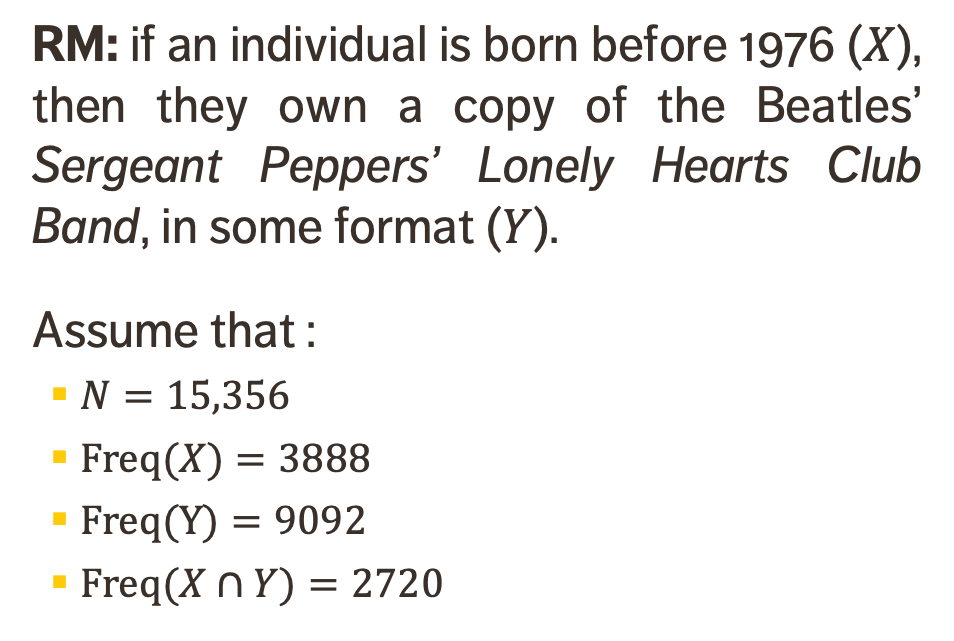 RM: if an individual is born before 1976 (X),
then they own a copy of the Beatles’
Sergeant Peppers’ Lonely Hearts Club
Band, in some format (Y).
Assume that :
▪ N = 15,356
▪ Freq(X) = 3888
▪ Freq(Y) = 9092
▪ Freq(X ∩ Y) = 2720